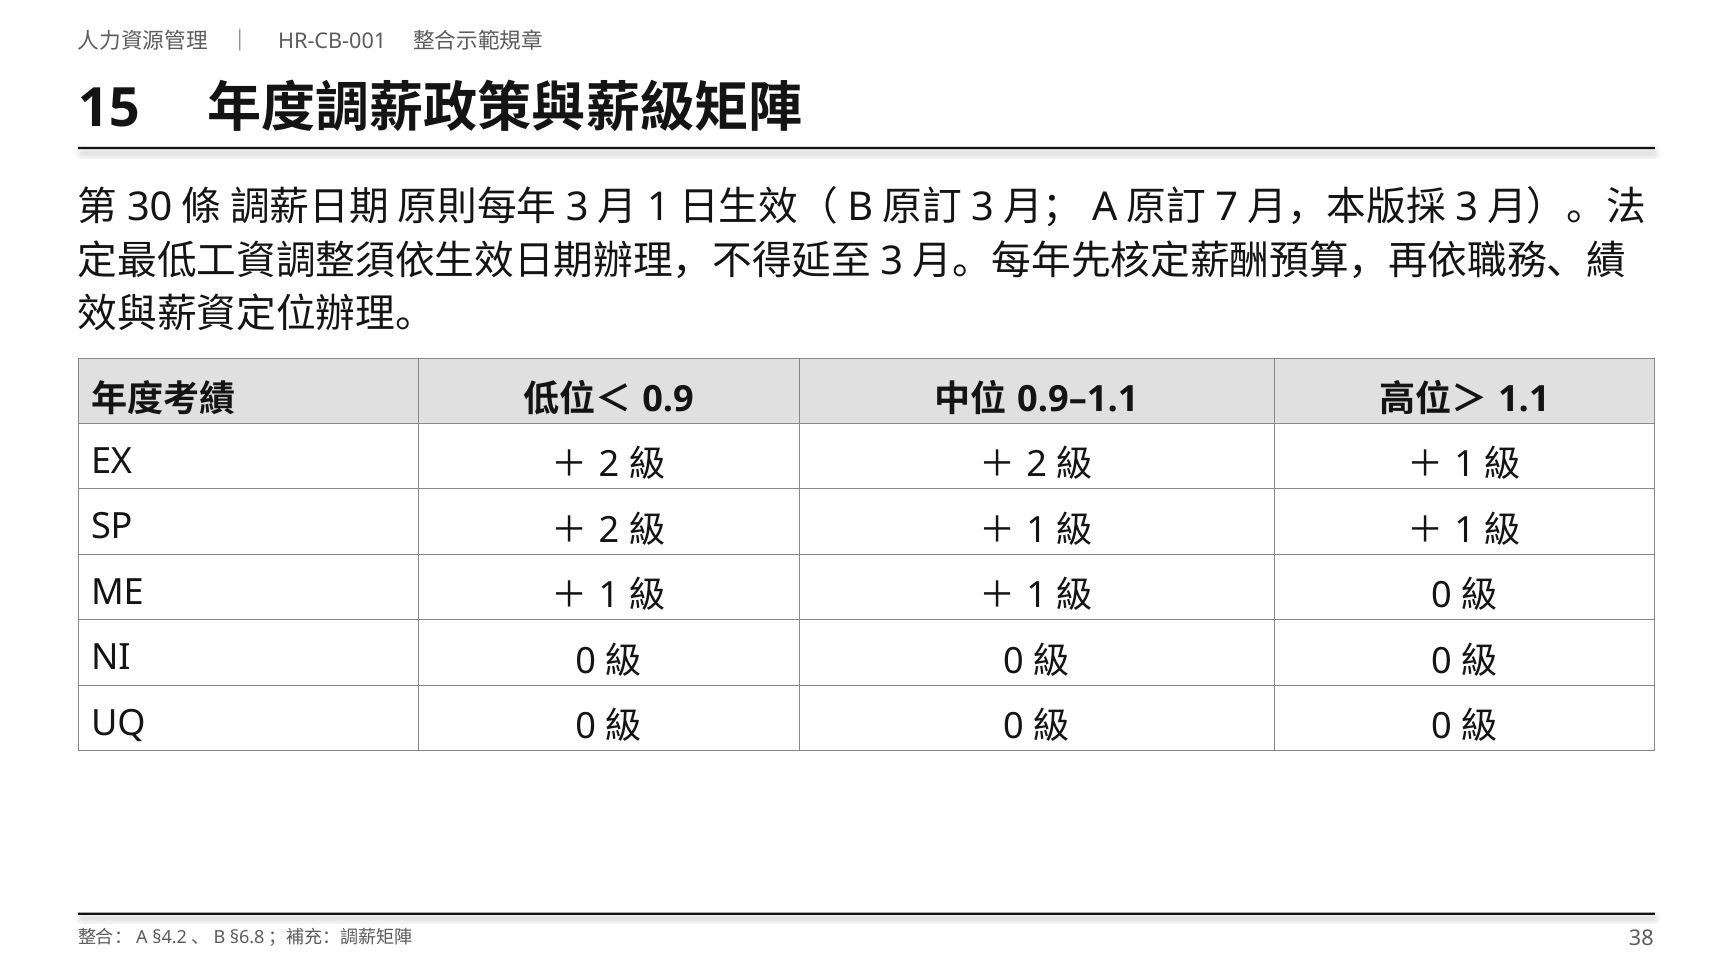 人力資源管理 ｜ HR-CB-001 整合示範規章
15 年度調薪政策與薪級矩陣
第 30 條 調薪日期 原則每年 3 月 1 日生效（ B 原訂 3 月； A 原訂 7 月，本版採 3 月）。法
定最低工資調整須依生效日期辦理，不得延至 3 月。每年先核定薪酬預算，再依職務、績
效與薪資定位辦理。
年度考績 低位＜ 0.9 中位 0.9–1.1 高位＞ 1.1
EX ＋ 2 級 ＋ 2 級 ＋ 1 級
SP ＋ 2 級 ＋ 1 級 ＋ 1 級
ME ＋ 1 級 ＋ 1 級 0 級
NI 0 級 0 級 0 級
UQ 0 級 0 級 0 級
整合： A §4.2 、 B §6.8 ；補充：調薪矩陣
38